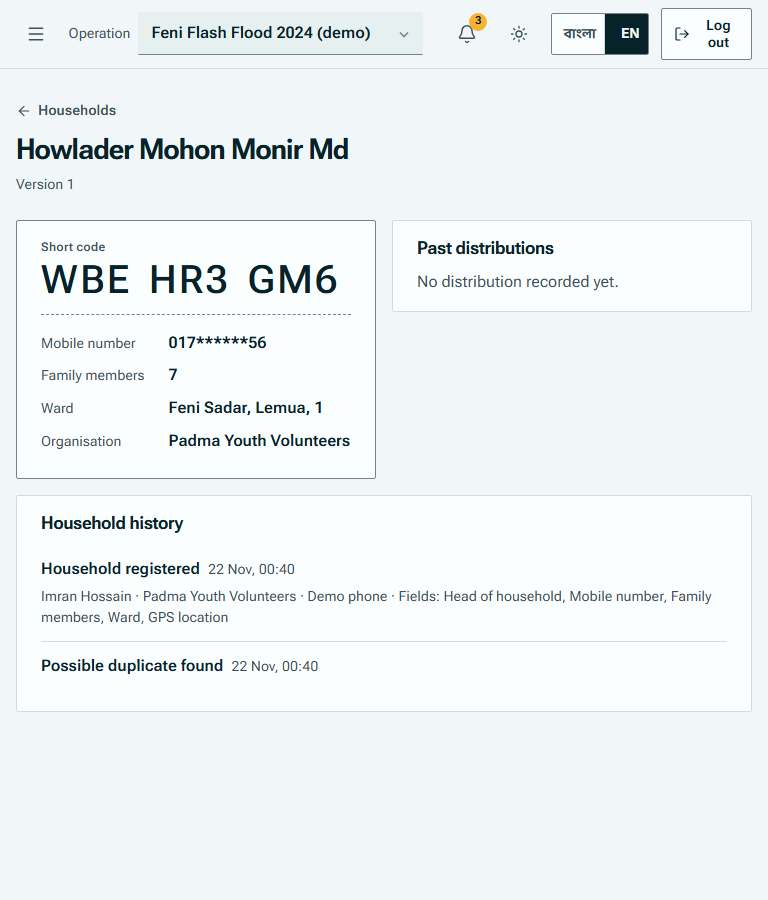 Operation
Feni Flash Flood 2024 (demo)
3
বাংলা
EN
Log out
Households
Howlader Mohon Monir Md
Version 1
Short code
WBE HR3 GM6
Mobile number 017******56
Family members 7
Ward Feni Sadar, Lemua, 1
Organisation Padma Youth Volunteers
Past distributions
No distribution recorded yet.
Household history
Household registered 22 Nov, 00:40
Imran Hossain · Padma Youth Volunteers · Demo phone · Fields: Head of household, Mobile number, Family
members, Ward, GPS location
Possible duplicate found 22 Nov, 00:40